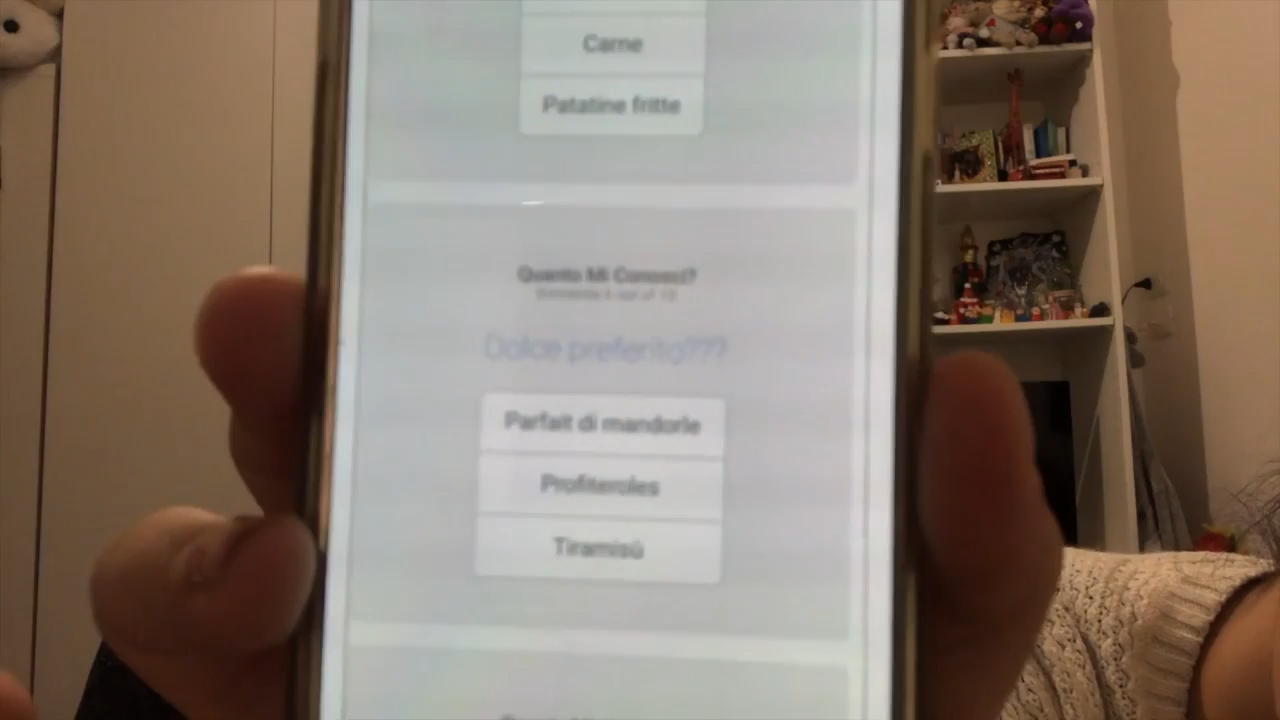 Carne
Patatine fritte
Quanto Mi Conosci?
Dolce preferito???
Parfait di mandorle
Profiteroles
Tiramisù